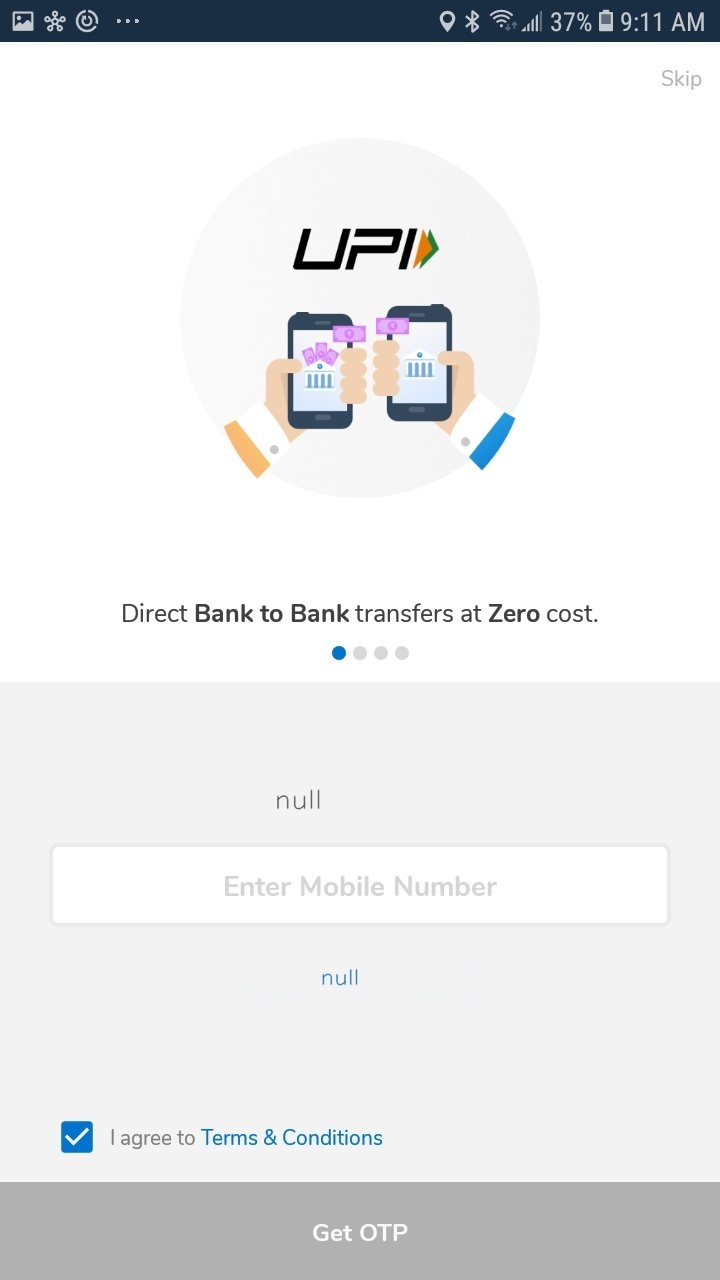 37% 9:11 AM
Skip
UPI
Direct Bank to Bank transfers at Zero cost.
null
Enter Mobile Number
null
I agree to Terms & Conditions
Get OTP